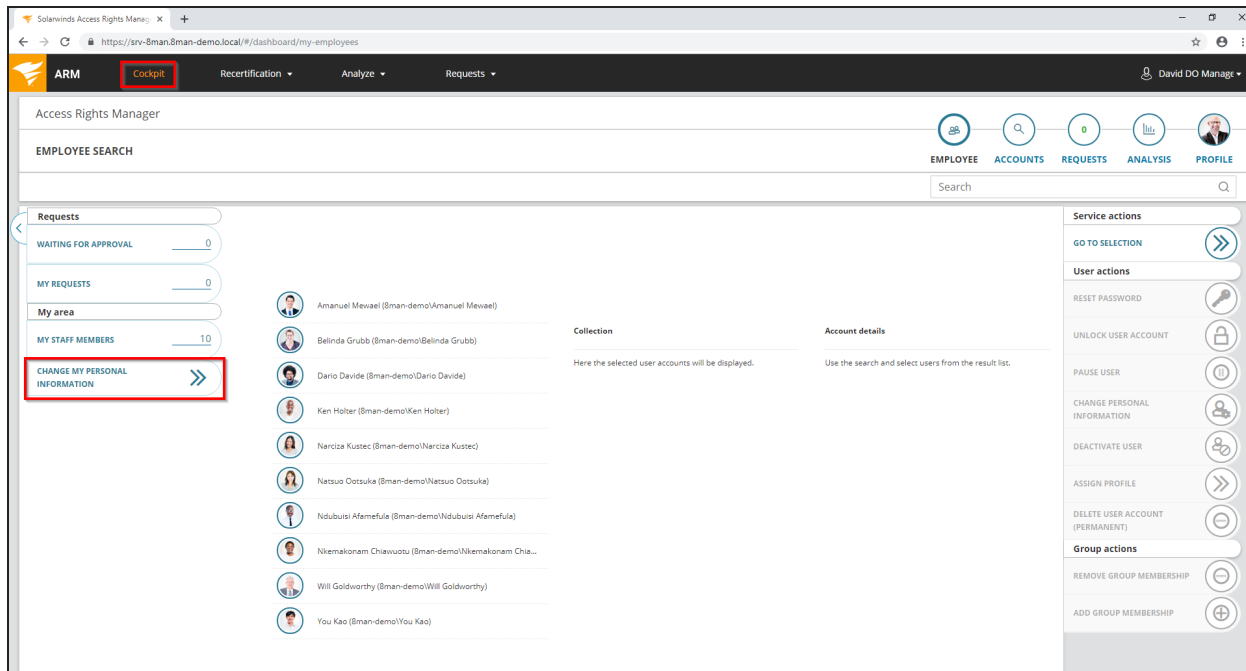 Solarwinds Access Rights Manag
https://srv-8man.8man-demo.local/#/dashboard/my-employees
ARM
Cockpit
Recertification
Analyze
Requests
David DO Manage
Access Rights Manager
EMPLOYEE SEARCH
0
EMPLOYEE
ACCOUNTS
REQUESTS
ANALYSIS
PROFILE
Search
Requests
WAITING FOR APPROVAL 0
MY REQUESTS 0
My area
MY STAFF MEMBERS 10
CHANGE MY PERSONAL
INFORMATION
Amanuel Mewael (8man-demo\Amanuel Mewael)
Belinda Grubb (8man-demo\Belinda Grubb)
Dario Davide (8man-demo\Dario Davide)
Ken Holter (8man-demo\Ken Holter)
Narciza Kustec (8man-demo\Narciza Kustec)
Natsuo Ootsuka (8man-demo\Natsuo Ootsuka)
Ndubuisi Afamefula (8man-demo\Ndubuisi Afamefula)
Nkemakonam Chiawuotu (8man-demo\Nkemakonam Chia...
Will Goldworthy (8man-demo\Will Goldworthy)
You Kao (8man-demo\You Kao)
Collection
Here the selected user accounts will be displayed.
Account details
Use the search and select users from the result list.
Service actions
GO TO SELECTION
User actions
RESET PASSWORD
UNLOCK USER ACCOUNT
PAUSE USER
CHANGE PERSONAL
INFORMATION
DEACTIVATE USER
ASSIGN PROFILE
DELETE USER ACCOUNT
(PERMANENT)
Group actions
REMOVE GROUP MEMBERSHIP
ADD GROUP MEMBERSHIP